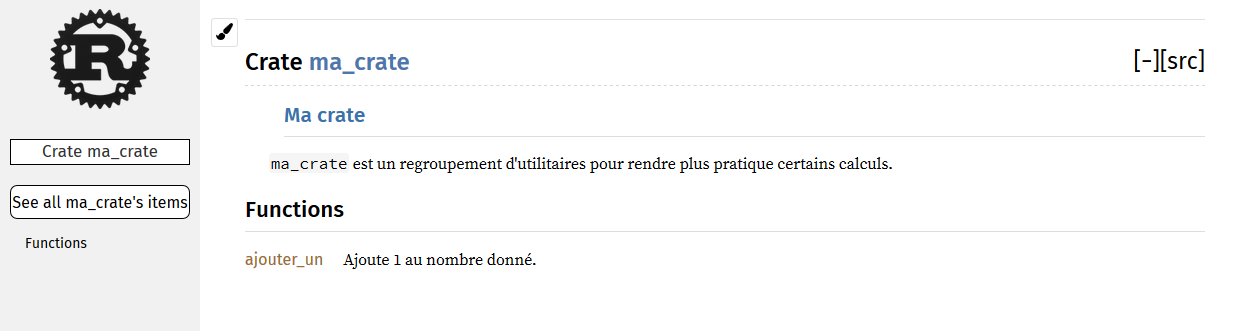 R
Crate ma_crate
See all ma_crate's items
Functions
Crate ma_crate [−][src]
Ma crate
ma_crate est un regroupement d'utilitaires pour rendre plus pratique certains calculs.
Functions
ajouter_un Ajoute 1 au nombre donné.